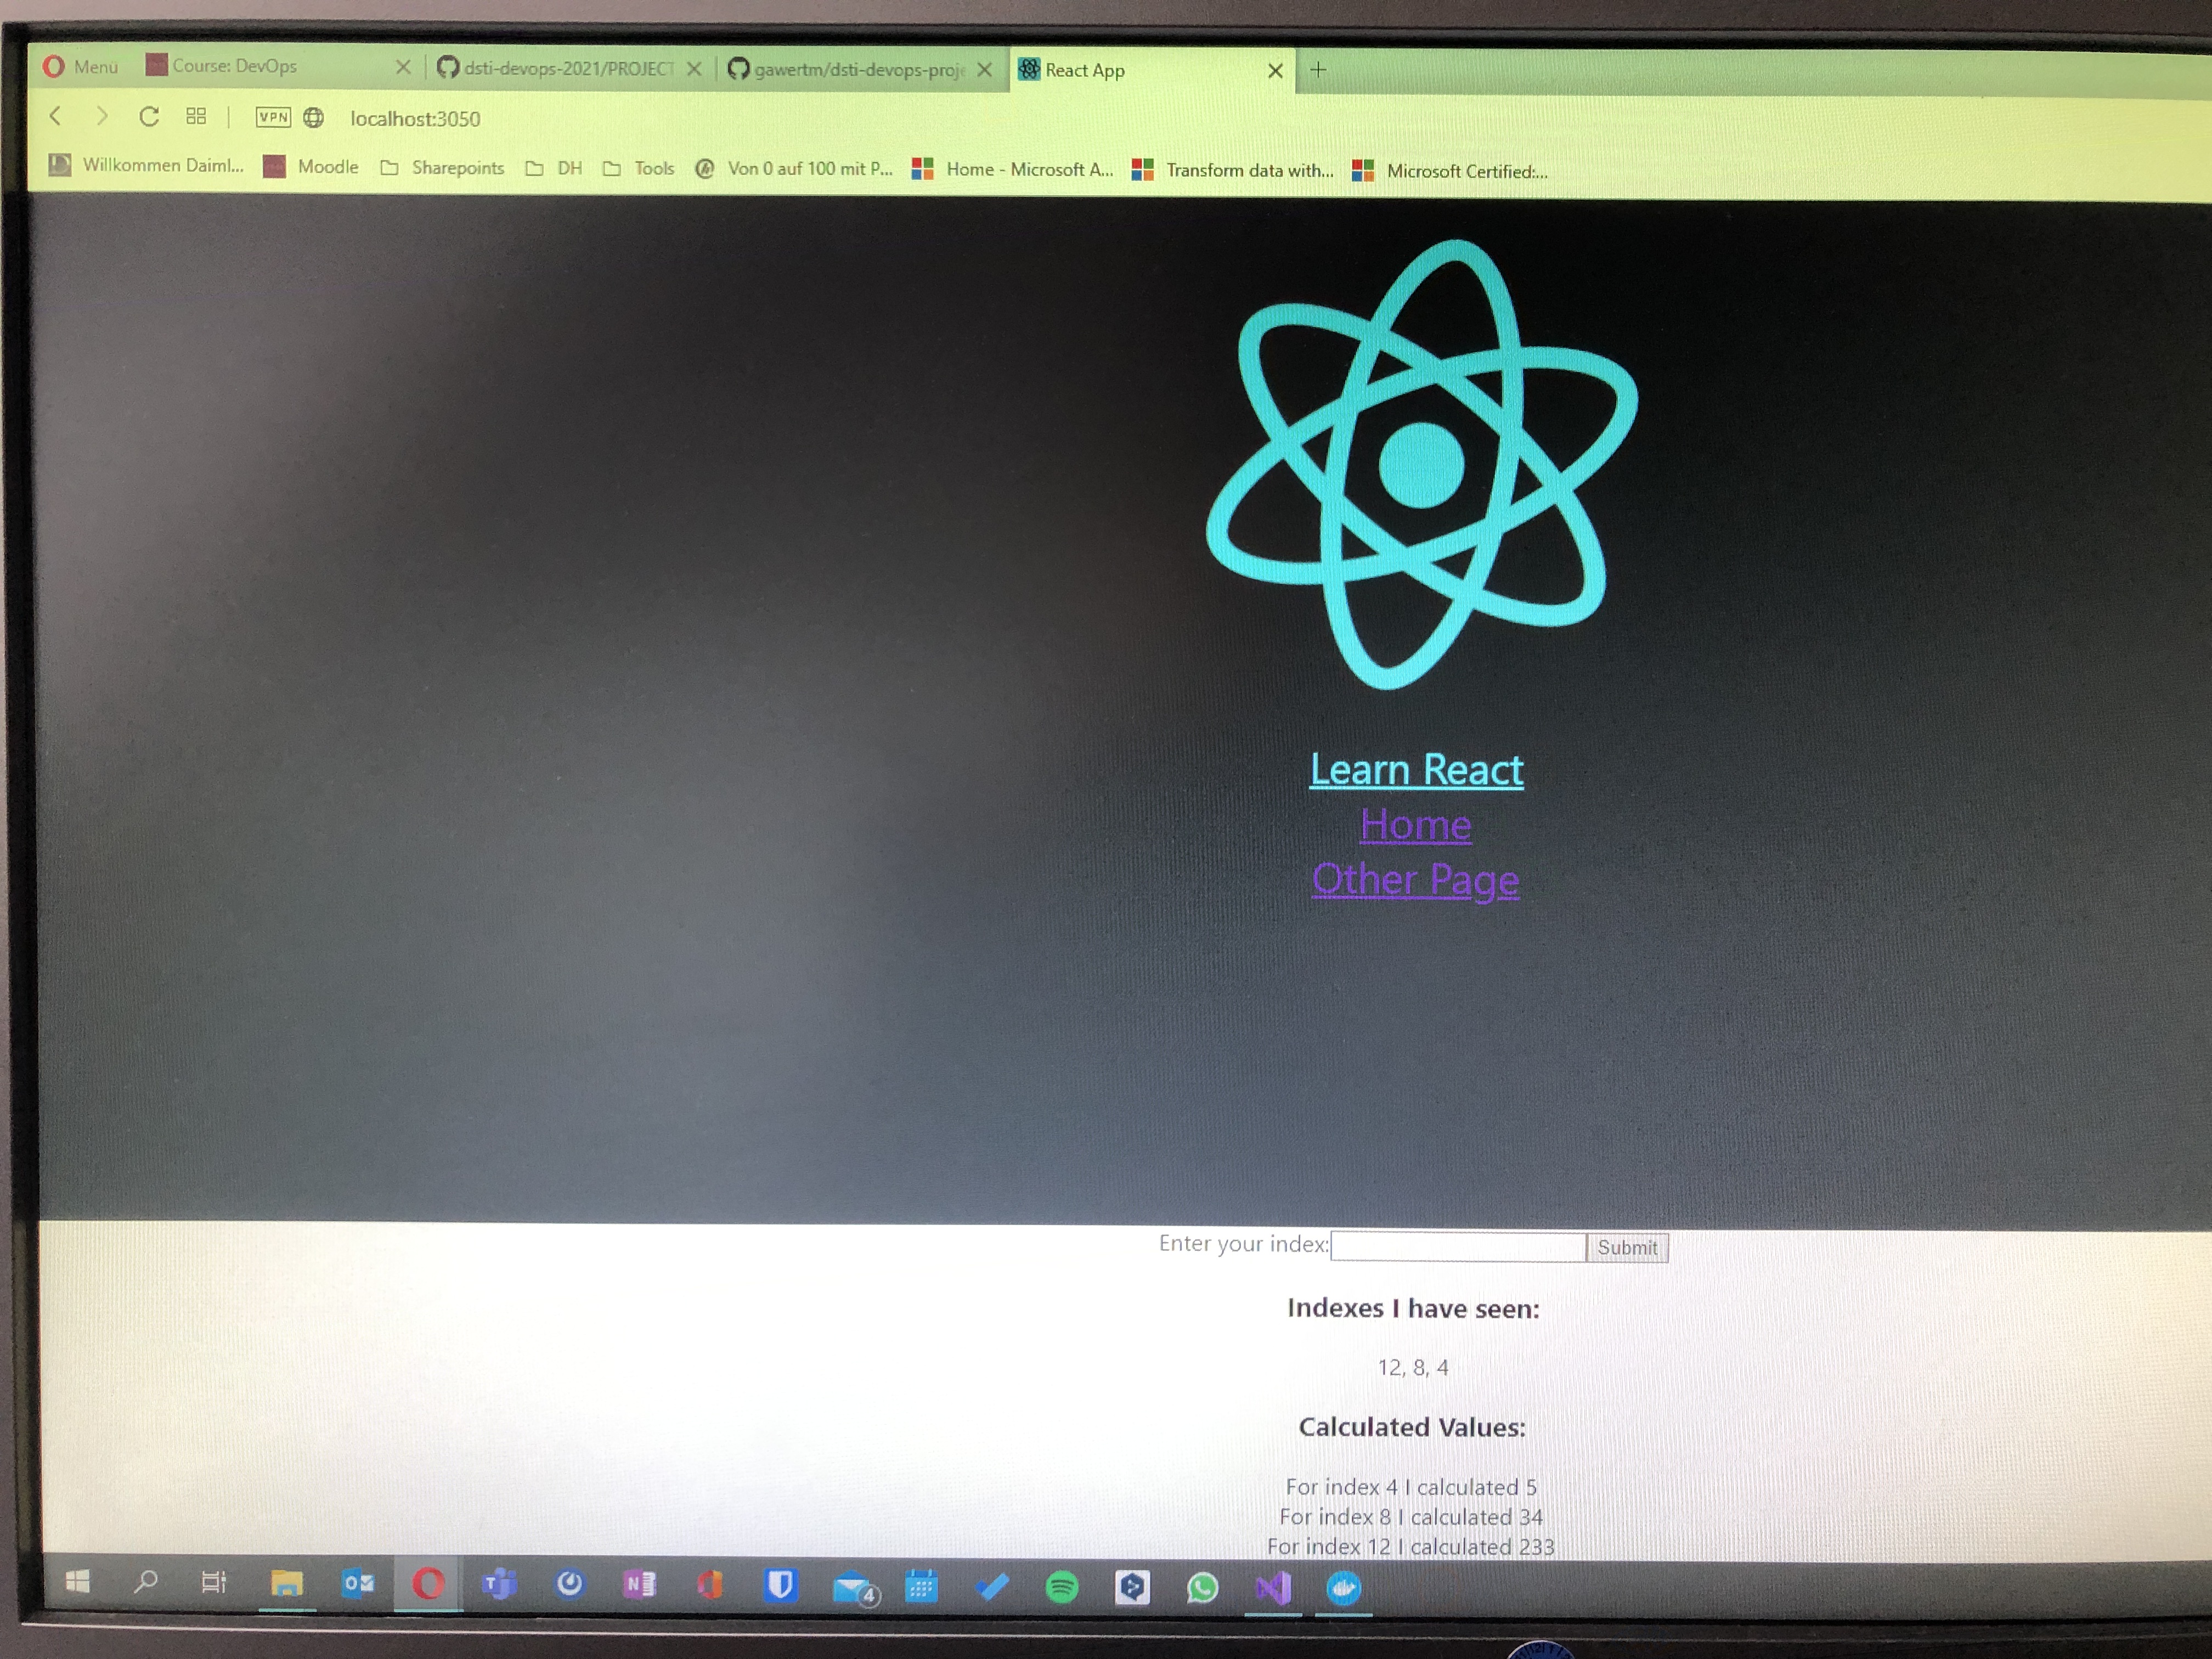 Menü
Course: DevOps
dsti-devops-2021/PROJECT
gawertm/dsti-devops-proje
React App
VPN
localhost:3050
Willkommen Daiml...
Moodle
Sharepoints
DH
Tools
Von 0 auf 100 mit P...
Home - Microsoft A...
Transform data with...
Microsoft Certified:...
Learn React
Home
Other Page
Enter your index:
Submit
Indexes I have seen:
12, 8, 4
Calculated Values:
For index 4 I calculated 5
For index 8 I calculated 34
For index 12 I calculated 233
4